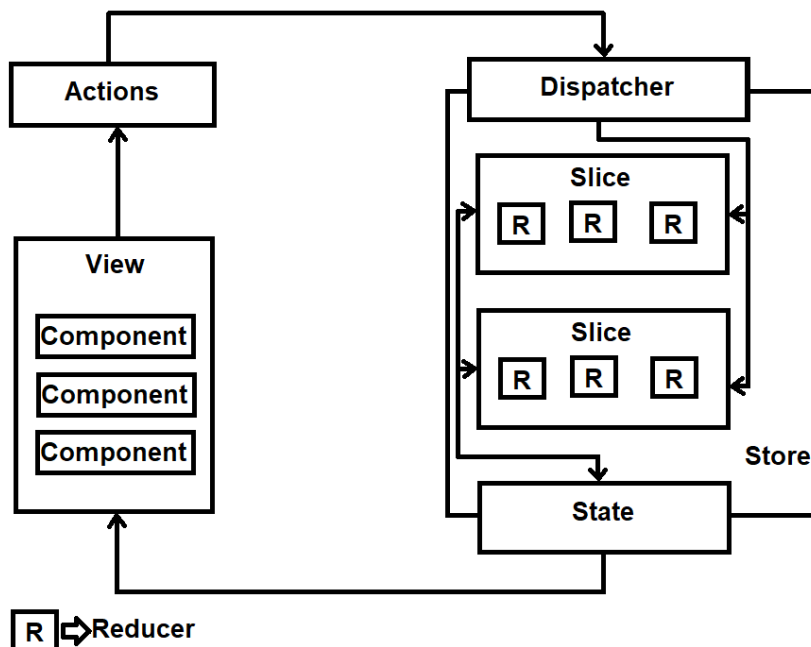 Actions
Dispatcher
Slice
R R R
View
Component
Component
Component
Slice
R R R
Store
State
R Reducer